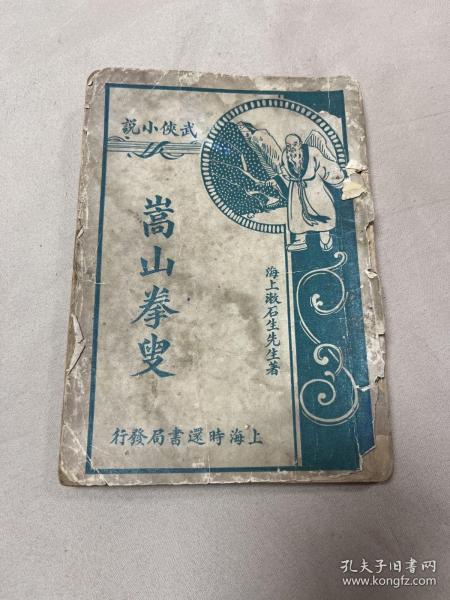 武俠小説
嵩山拳叟
海上漱石生先生著
上海時還書局發行
孔夫子旧书网
www.kongfz.com